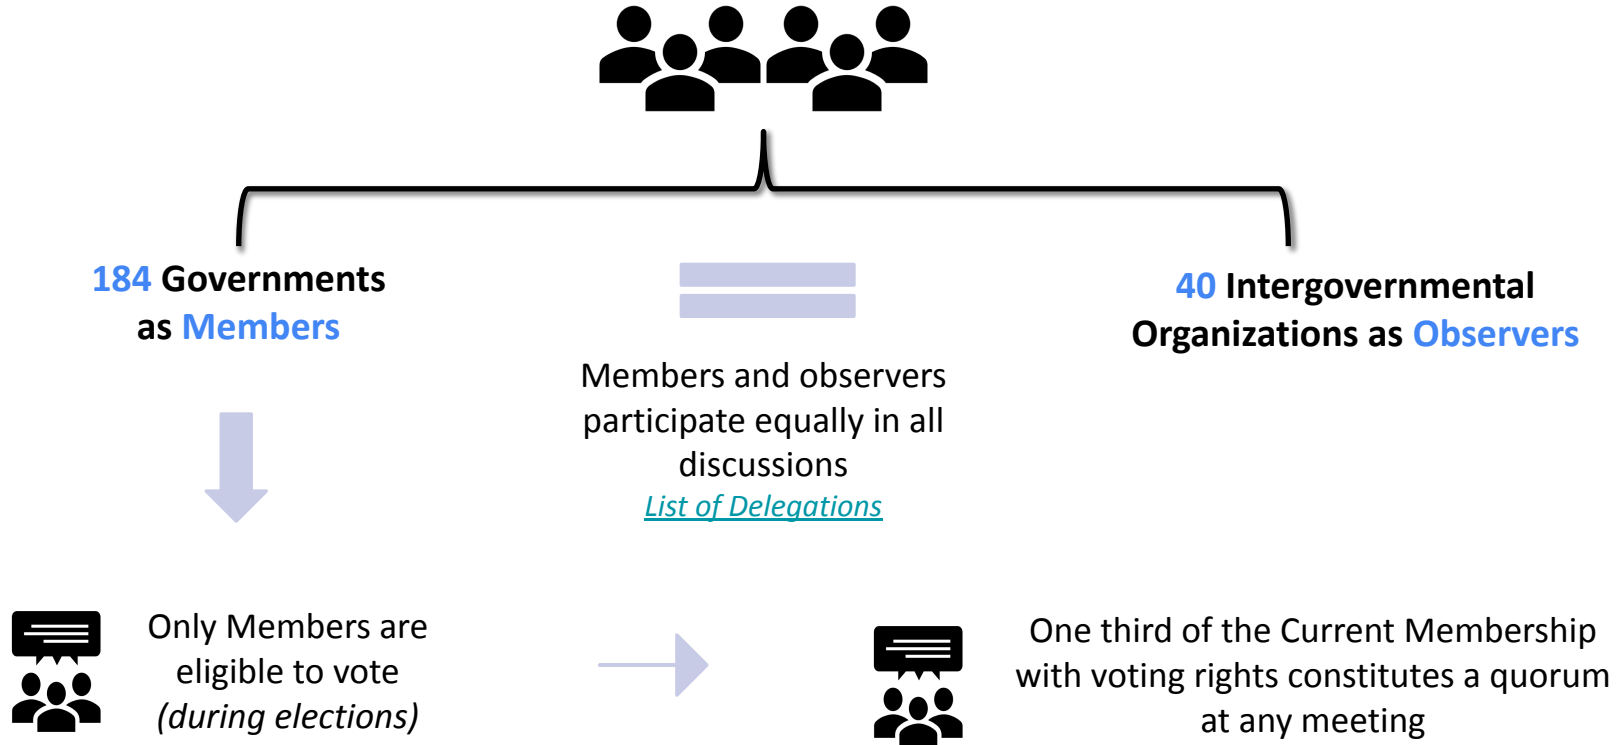 184 Governments
as Members
40 Intergovernmental
Organizations as Observers
Members and observers
participate equally in all
discussions
List of Delegations
Only Members are
eligible to vote
(during elections)
One third of the Current Membership
with voting rights constitutes a quorum
at any meeting